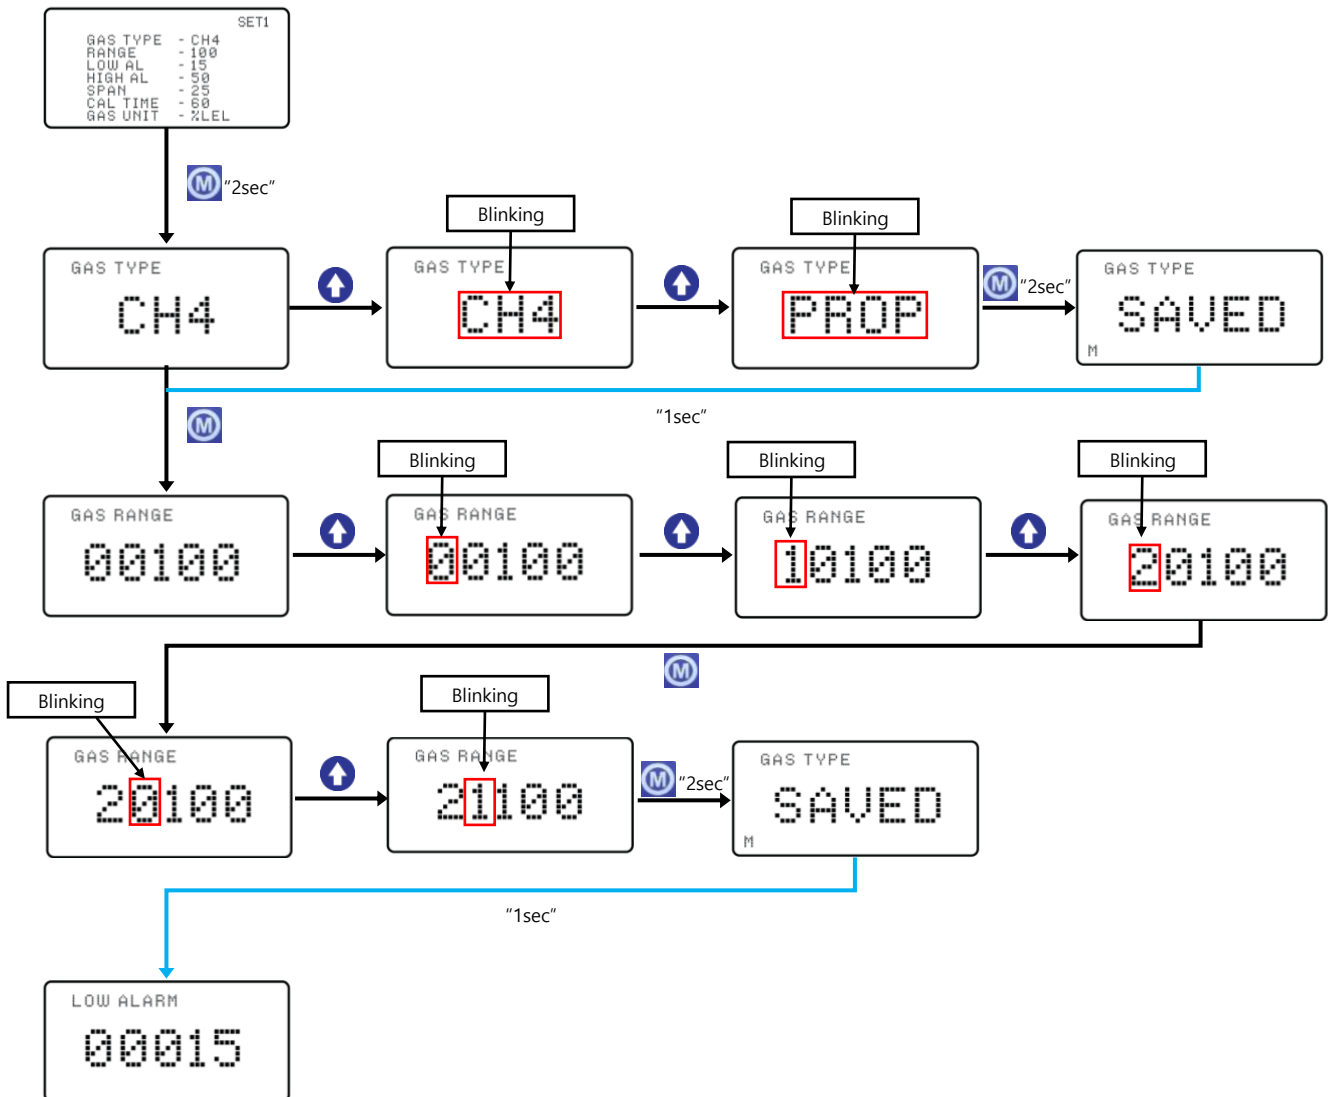 SET1
GAS TYPE - CH4
RANGE - 100
LOW AL - 15
HIGH AL - 50
SPAN - 25
CAL TIME - 60
GAS UNIT - %LEL
M "2sec"
Blinking
Blinking
GAS TYPE
CH4
GAS TYPE
CH4
GAS TYPE
PROP
M "2sec"
GAS TYPE
SAVED
M
"1sec"
M
Blinking
Blinking
Blinking
GAS RANGE
00100
GAS RANGE
00100
GAS RANGE
10100
GAS RANGE
20100
M
Blinking
Blinking
GAS RANGE
20100
GAS RANGE
21100
M "2sec"
GAS TYPE
SAVED
M
"1sec"
LOW ALARM
00015